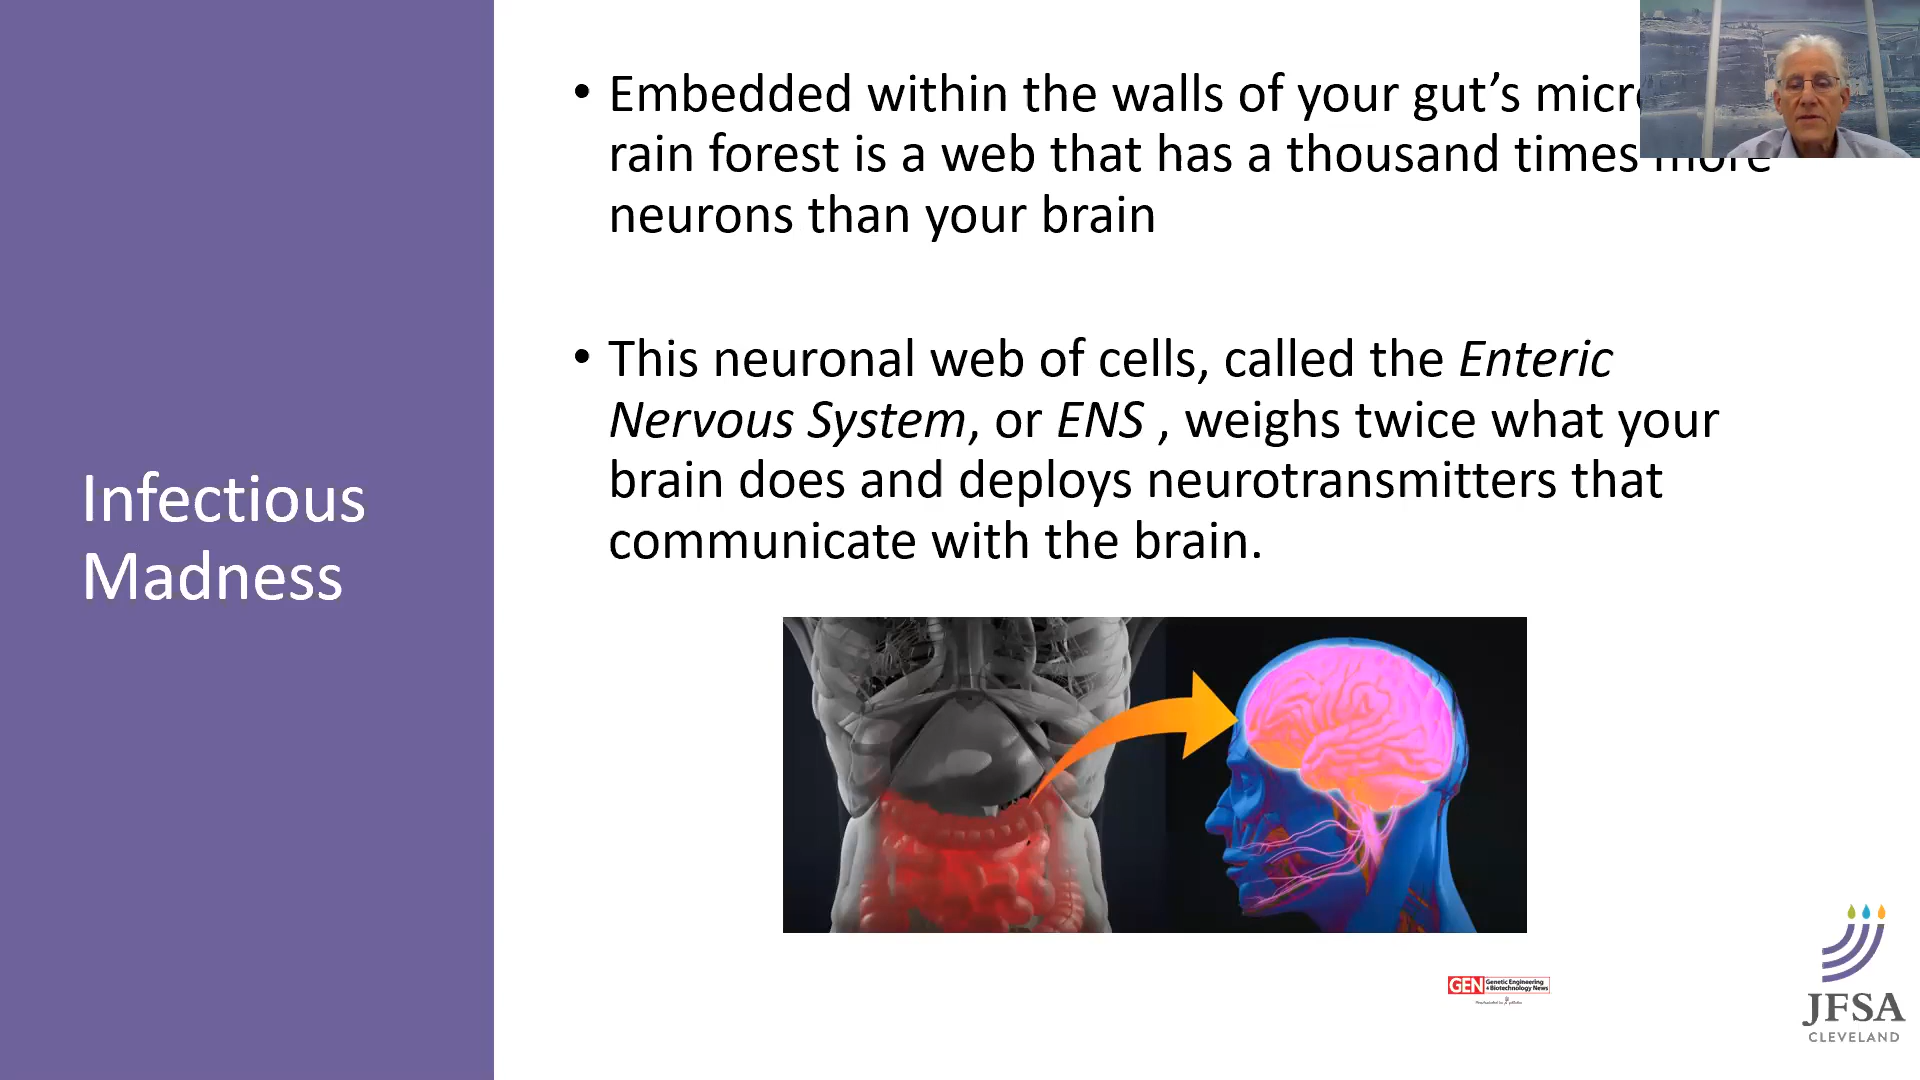 Infectious
Madness
• Embedded within the walls of your gut’s
rain forest is a web that has a thousand times more
neurons than your brain
• This neuronal web of cells, called the Enteric
Nervous System, or ENS , weighs twice what your
brain does and deploys neurotransmitters that
communicate with the brain.
GEN Genetic Engineering
& Biotechnology News
JFSA
CLEVELAND